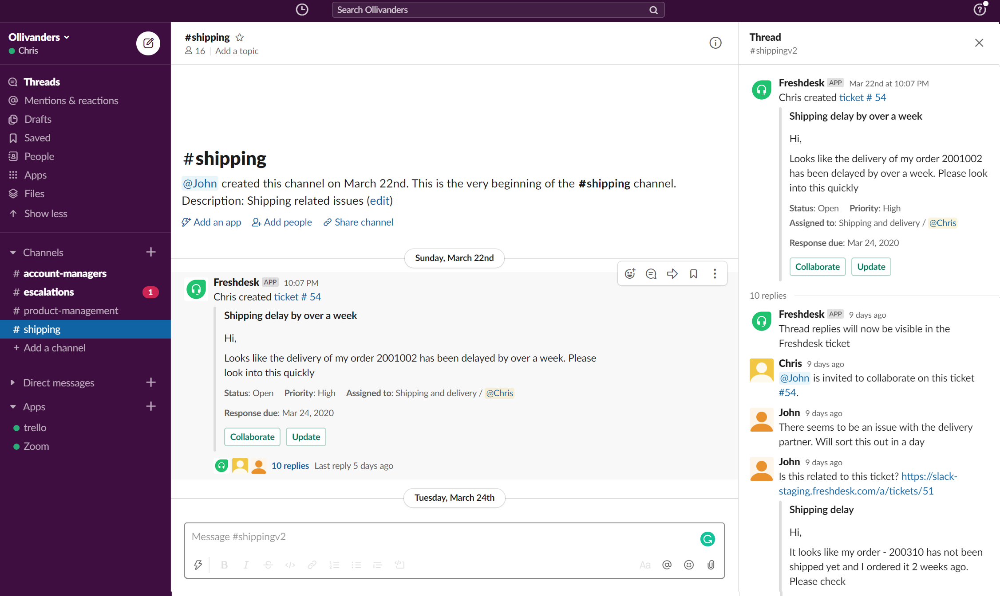 Search Ollivanders
Ollivanders
Chris
Threads
Mentions & reactions
Drafts
Saved
People
Apps
Files
Show less
Channels
# account-managers
# escalations 1
# product-management
# shipping
+ Add a channel
Direct messages
Apps
trello
Zoom
#shipping
16 | Add a topic
#shipping
@John created this channel on March 22nd. This is the very beginning of the #shipping channel.
Description: Shipping related issues (edit)
Add an app Add people Share channel
Sunday, March 22nd
Freshdesk APP 10:07 PM
Chris created ticket # 54
Shipping delay by over a week
Hi,
Looks like the delivery of my order 2001002 has been delayed by over a week. Please
look into this quickly
Status: Open Priority: High Assigned to: Shipping and delivery / @Chris
Response due: Mar 24, 2020
Collaborate Update
10 replies Last reply 5 days ago
Tuesday, March 24th
Message #shippingv2
B I S </> Aa @
Thread
#shippingv2
Freshdesk APP Mar 22nd at 10:07 PM
Chris created ticket # 54
Shipping delay by over a week
Hi,
Looks like the delivery of my order 2001002
has been delayed by over a week. Please look
into this quickly
Status: Open Priority: High
Assigned to: Shipping and delivery / @Chris
Response due: Mar 24, 2020
Collaborate Update
10 replies
Freshdesk APP 9 days ago
Thread replies will now be visible in the
Freshdesk ticket
Chris 9 days ago
@John is invited to collaborate on this ticket
#54.
John 9 days ago
There seems to be an issue with the delivery
partner. Will sort this out in a day
John 9 days ago
Is this related to this ticket? https://slack-
staging.freshdesk.com/a/tickets/51
Shipping delay
Hi,
It looks like my order - 200310 has not been
shipped yet and I ordered it 2 weeks ago.
Please check